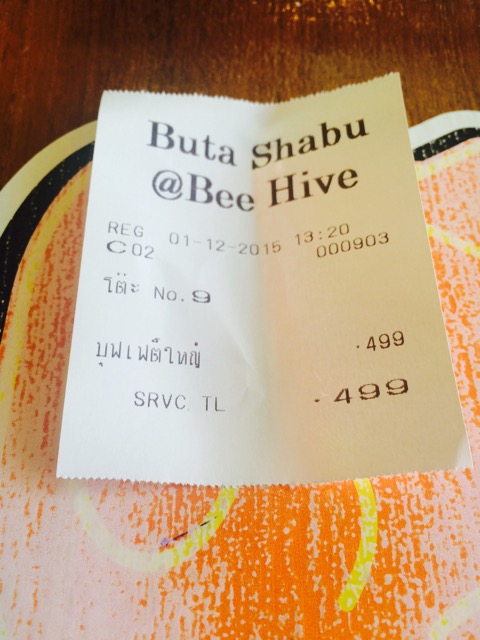 Buta Shabu
@Bee Hive
REG 01-12-2015 13:20
C02 000903
โต๊ะ No.9
บุฟเฟต์ใหญ่ .499
SRVC TL .499